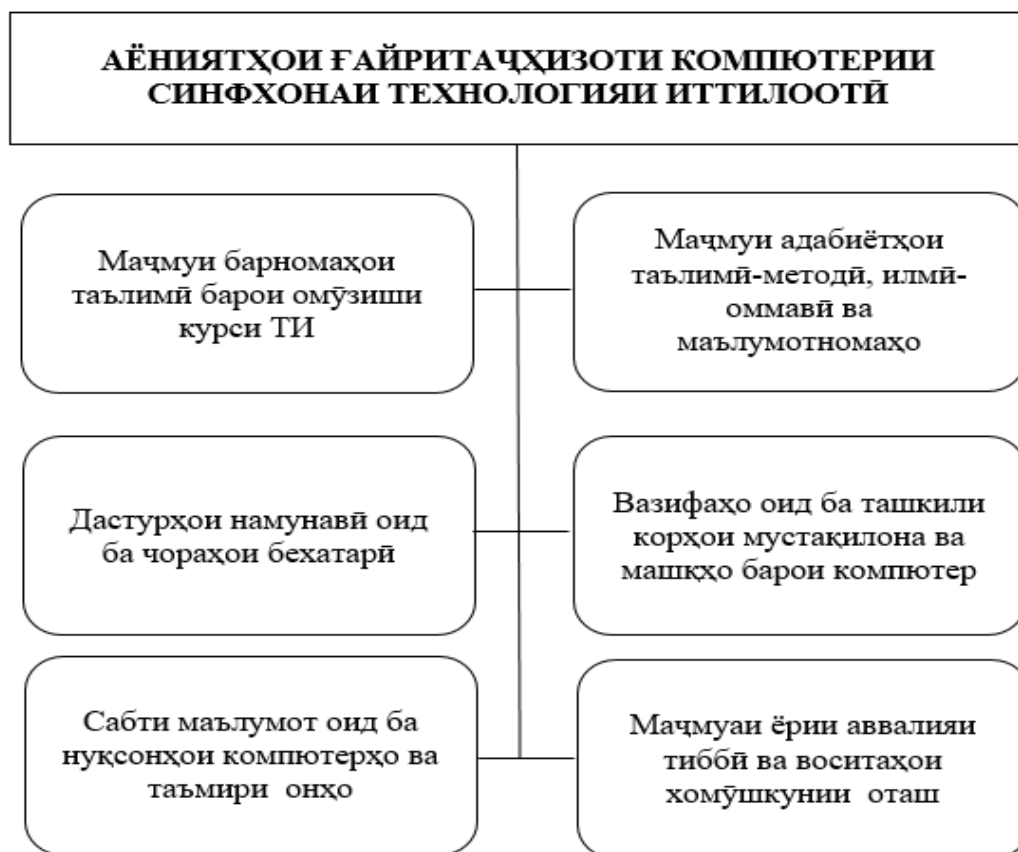 АЁНИЯТҲОИ ҒАЙРИТАҶҲИЗОТИ КОМПЮТЕРИИ
СИНФХОНАИ ТЕХНОЛОГИЯИ ИТТИЛООТӢ
Маҷмуи барномаҳои
таълимӣ барои омӯзиши
курси ТИ
Маҷмуи адабиётҳои
таълимӣ-методӣ, илмӣ-
оммавӣ ва
маълумотномаҳо
Дастурҳои намунавӣ оид
ба чораҳои бехатарӣ
Вазифаҳо оид ба ташкили
корҳои мустақилона ва
машқҳо барои компютер
Сабти маълумот оид ба
нуқсонҳои компютерҳо ва
таъмири онҳо
Маҷмуаи ёрии аввалияи
тиббӣ ва воситаҳои
хомӯшкунии оташ